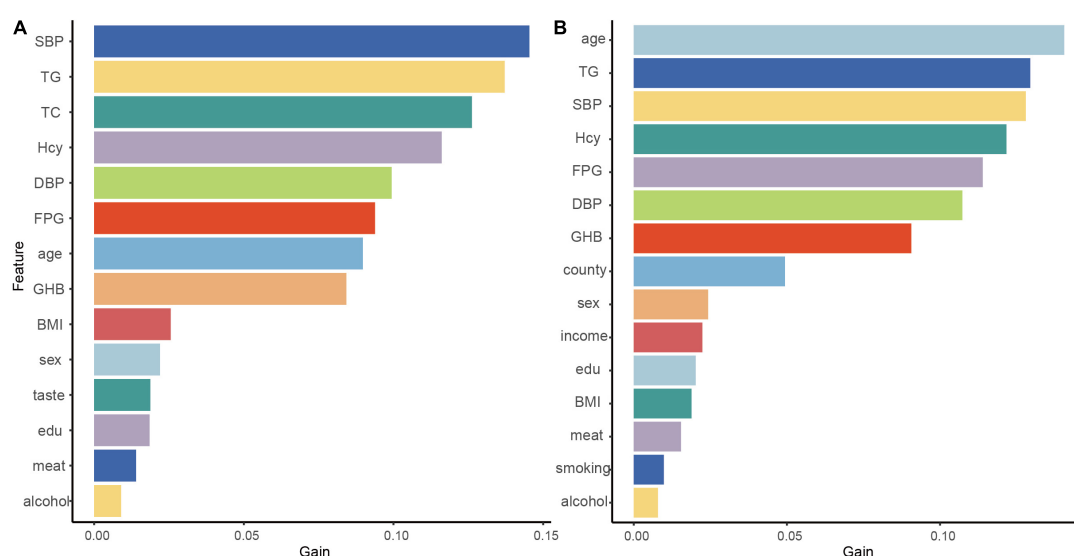 A
SBP
TG
TC
Hcy
DBP
FPG
age
GHB
BMI
sex
taste
edu
meat
alcohol
Feature
0.00 0.05 0.10 0.15
Gain
B
age
TG
SBP
Hcy
FPG
DBP
GHB
county
sex
income
edu
BMI
meat
smoking
alcohol
0.00 0.05 0.10
Gain